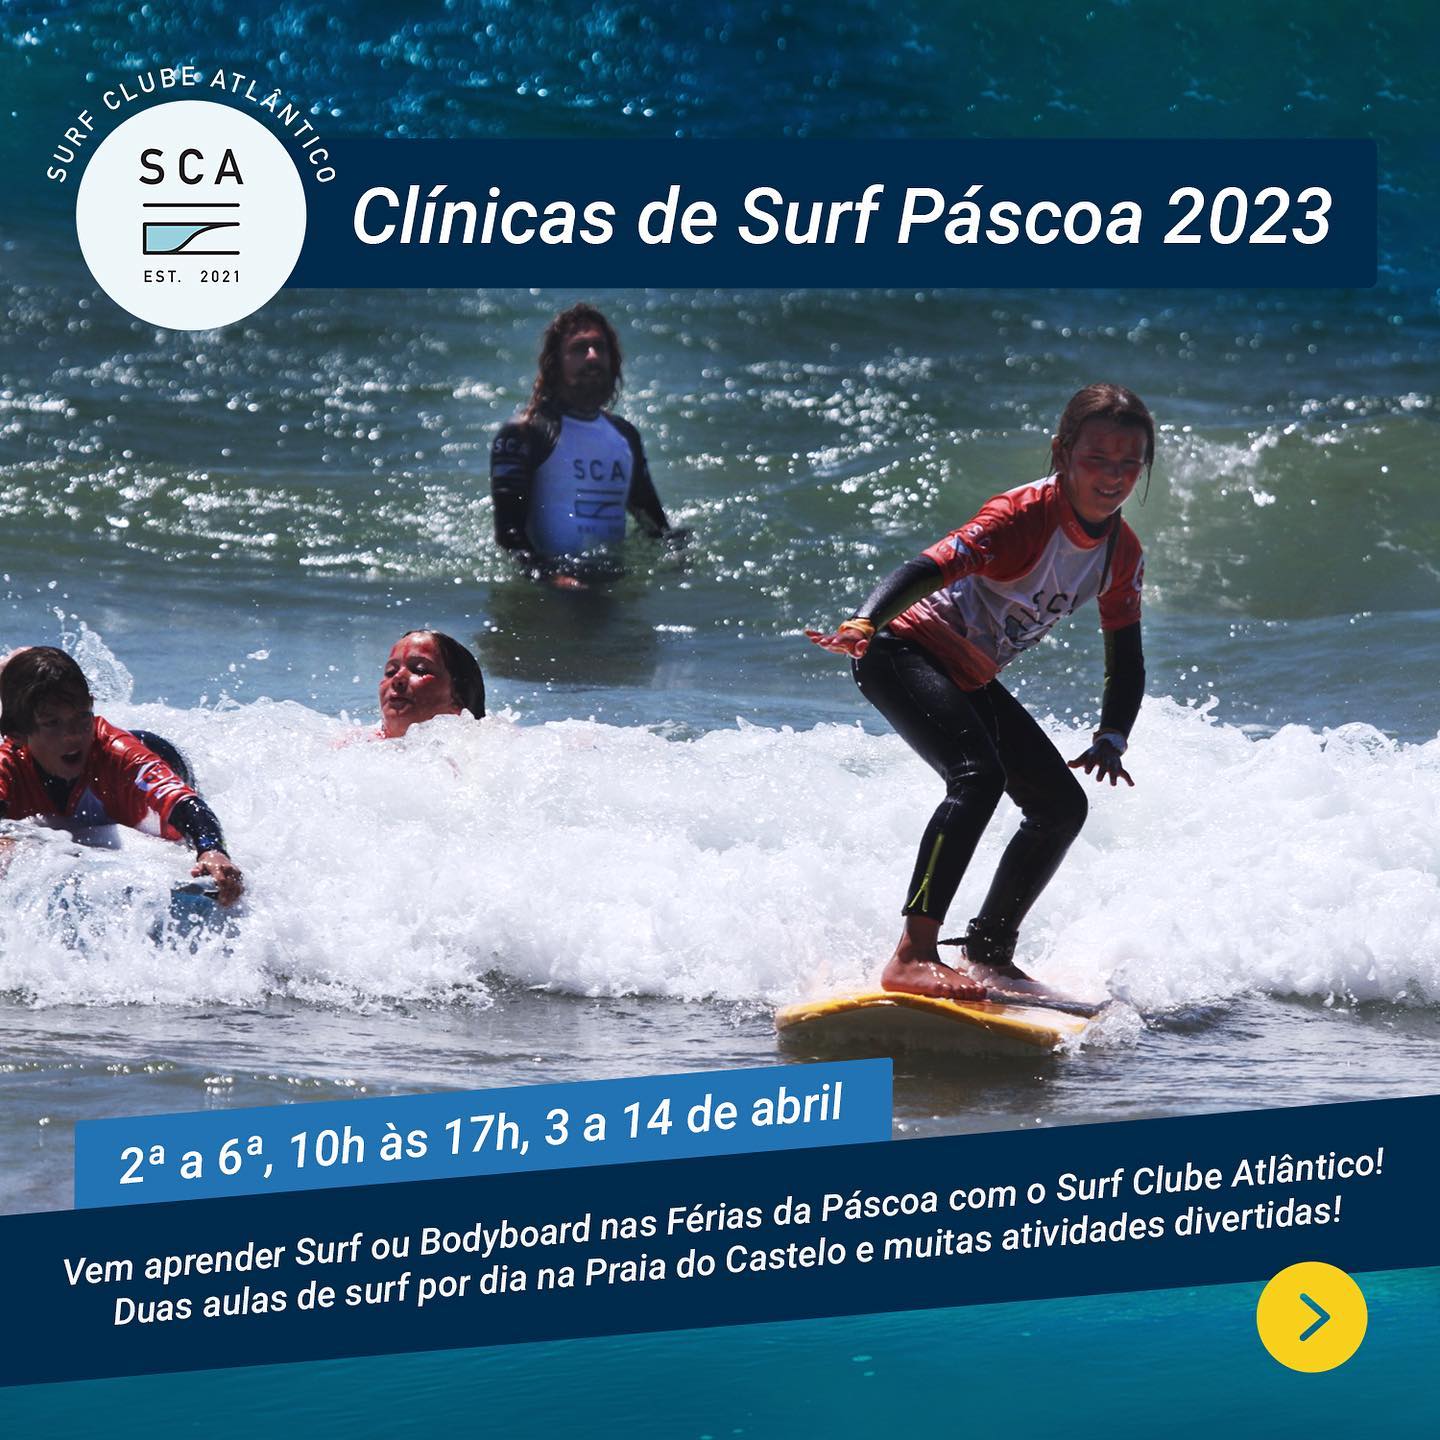 SURF CLUBE ATLÂNTICO
SCA
EST. 2021
Clínicas de Surf Páscoa 2023
SCA
SCA
2ª a 6ª, 10h às 17h, 3 a 14 de abril
Vem aprender Surf ou Bodyboard nas Férias da Páscoa com o Surf Clube Atlântico!
Duas aulas de surf por dia na Praia do Castelo e muitas atividades divertidas!